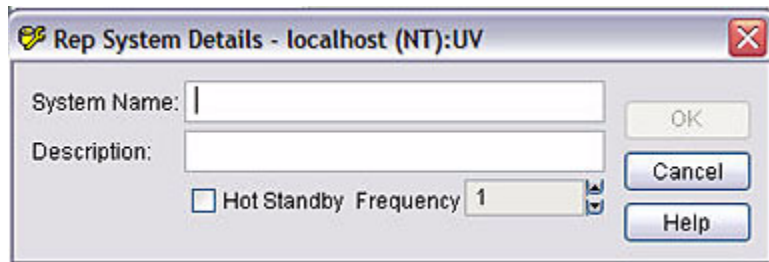 Rep System Details - localhost (NT):UV
System Name:
OK
Description:
Cancel
Hot Standby Frequency 1
Help